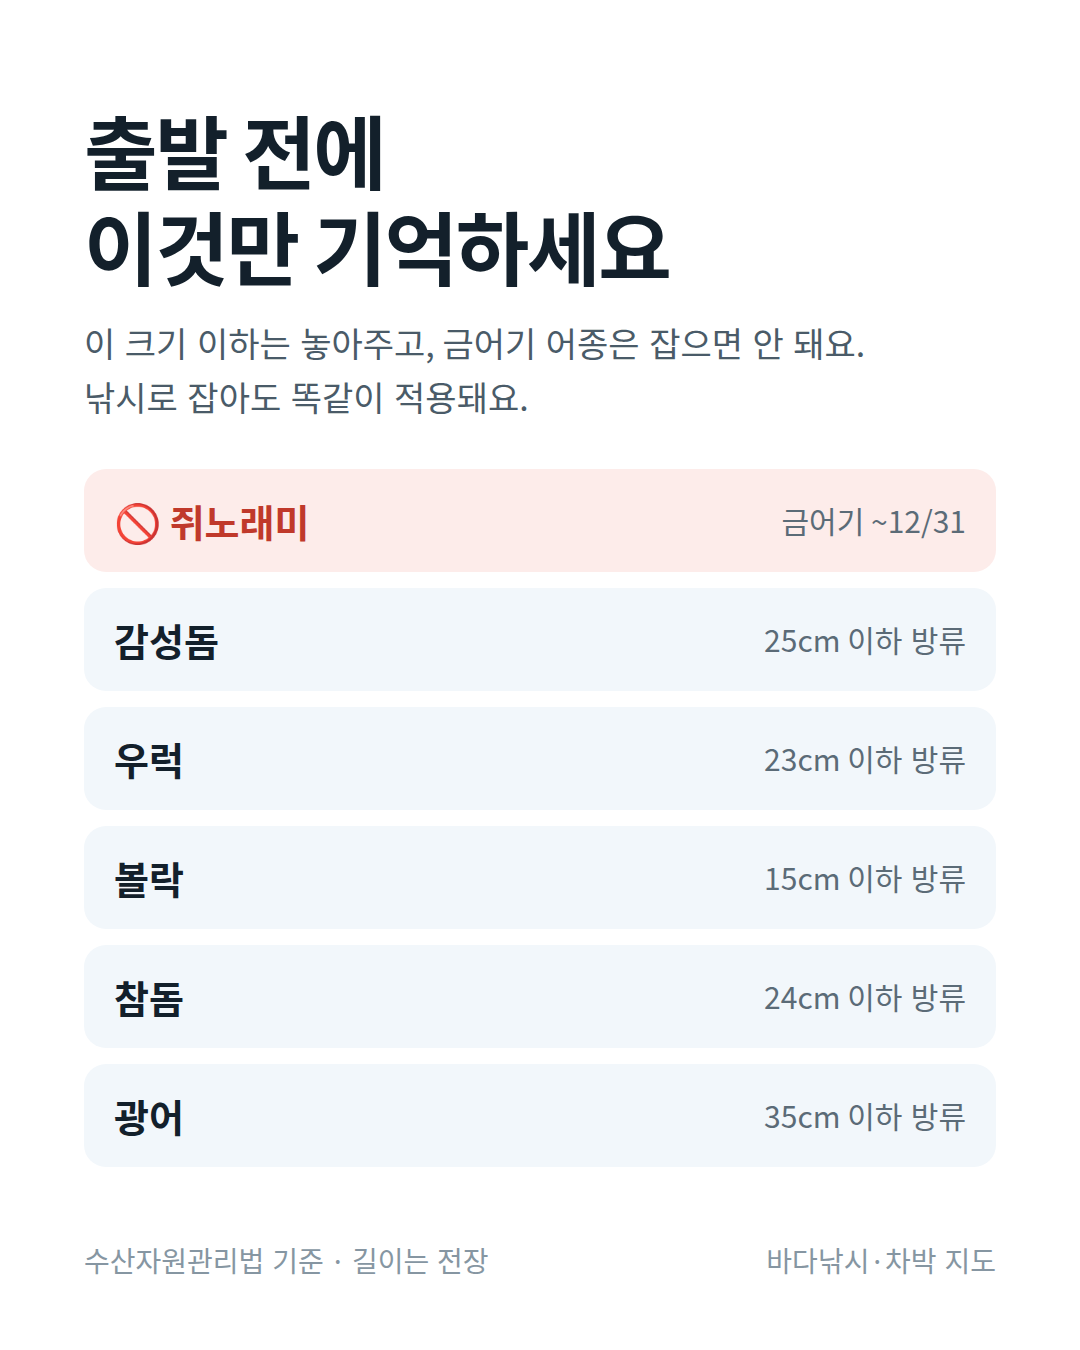 출발 전에
이것만 기억하세요
이 크기 이하는 놓아주고, 금어기 어종은 잡으면 안 돼요.
낚시로 잡아도 똑같이 적용돼요.
🚫 쥐노래미 금어기 ~12/31
감성돔 25cm 이하 방류
우럭 23cm 이하 방류
볼락 15cm 이하 방류
참돔 24cm 이하 방류
광어 35cm 이하 방류
수산자원관리법 기준 · 길이는 전장 바다낚시·차박 지도